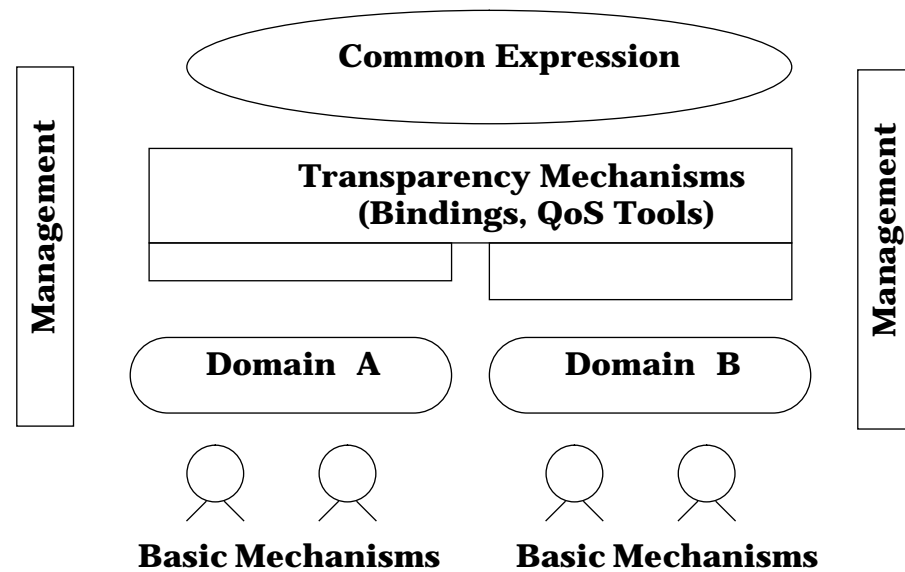 Common Expression
Management
Management
Transparency Mechanisms
(Bindings, QoS Tools)
Domain A
Domain B
Basic Mechanisms
Basic Mechanisms